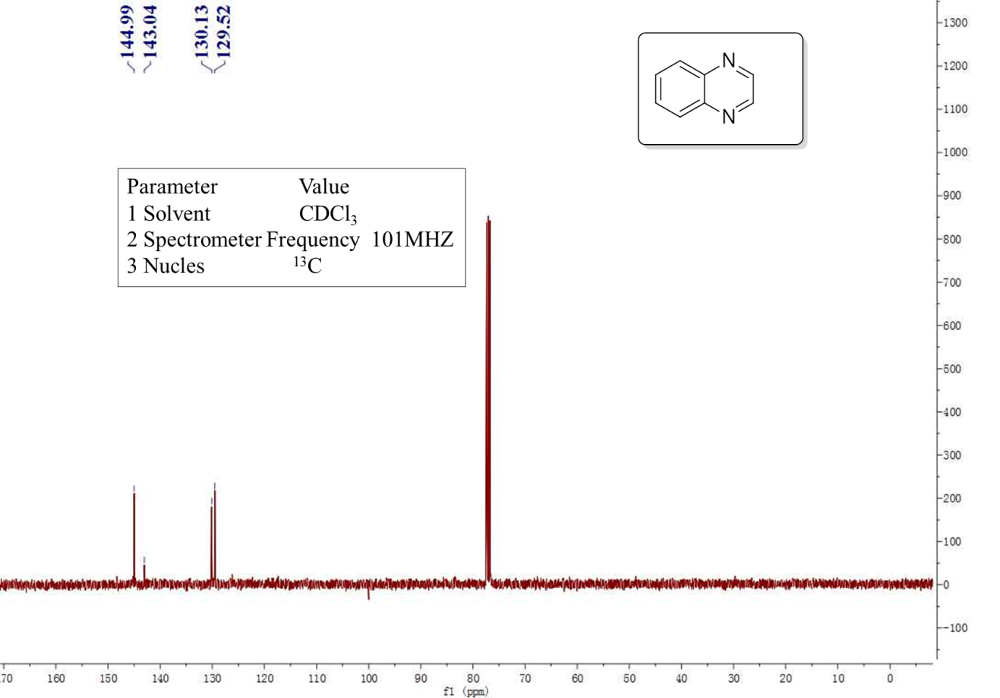 144.99
143.04
130.13
129.52
N
N
Parameter Value
1 Solvent CDCl₃
2 Spectrometer Frequency 101MHZ
3 Nucles ¹³C
1300
1200
1100
1000
900
800
700
600
500
400
300
200
100
0
-100
70 160 150 140 130 120 110 100 90 80 70 60 50 40 30 20 10 0
f1 (ppm)